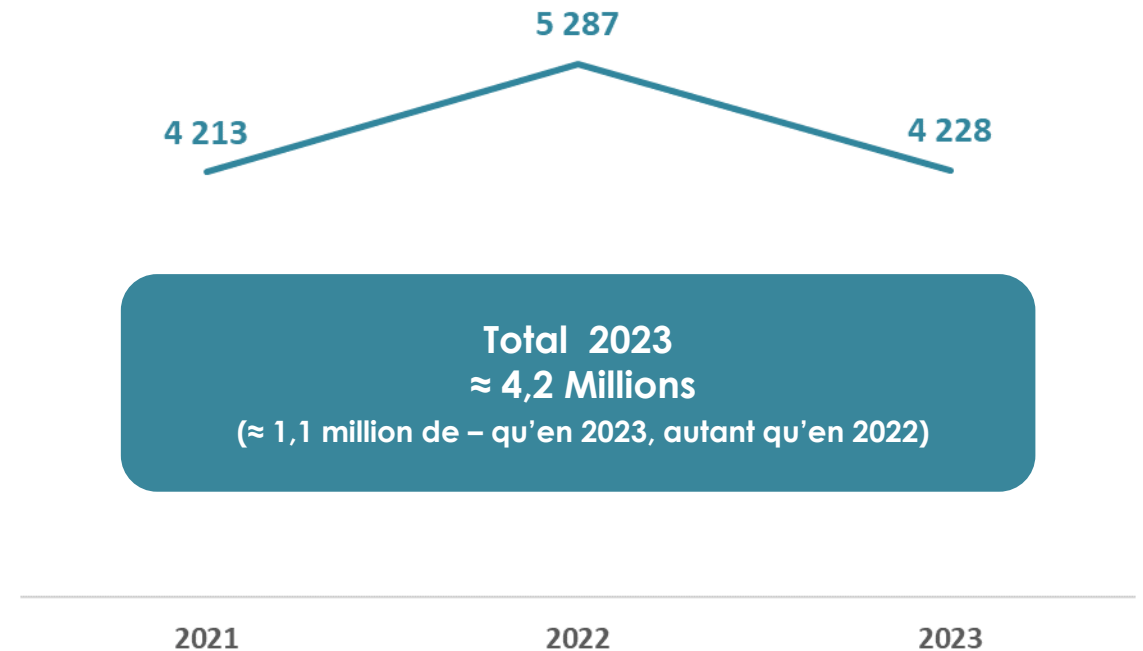 5 287
4 213
4 228
Total 2023
≈ 4,2 Millions
(≈ 1,1 million de – qu'en 2023, autant qu'en 2022)
2021
2022
2023